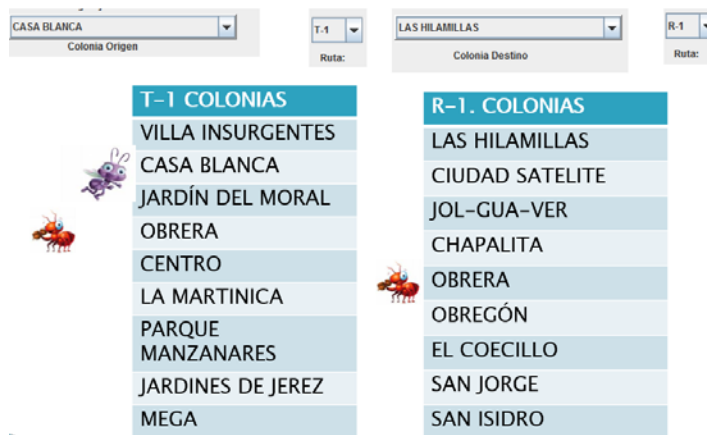 CASA BLANCA
Colonia Origen
T-1
Ruta:
LAS HILAMILLAS
Colonia Destino
R-1
Ruta:
T-1 COLONIAS
VILLA INSURGENTES
CASA BLANCA
JARDÍN DEL MORAL
OBRERA
CENTRO
LA MARTINICA
PARQUE
MANZANARES
JARDINES DE JEREZ
MEGA
R-1. COLONIAS
LAS HILAMILLAS
CIUDAD SATELITE
JOL-GUA-VER
CHAPALITA
OBRERA
OBREGÓN
EL COECILLO
SAN JORGE
SAN ISIDRO